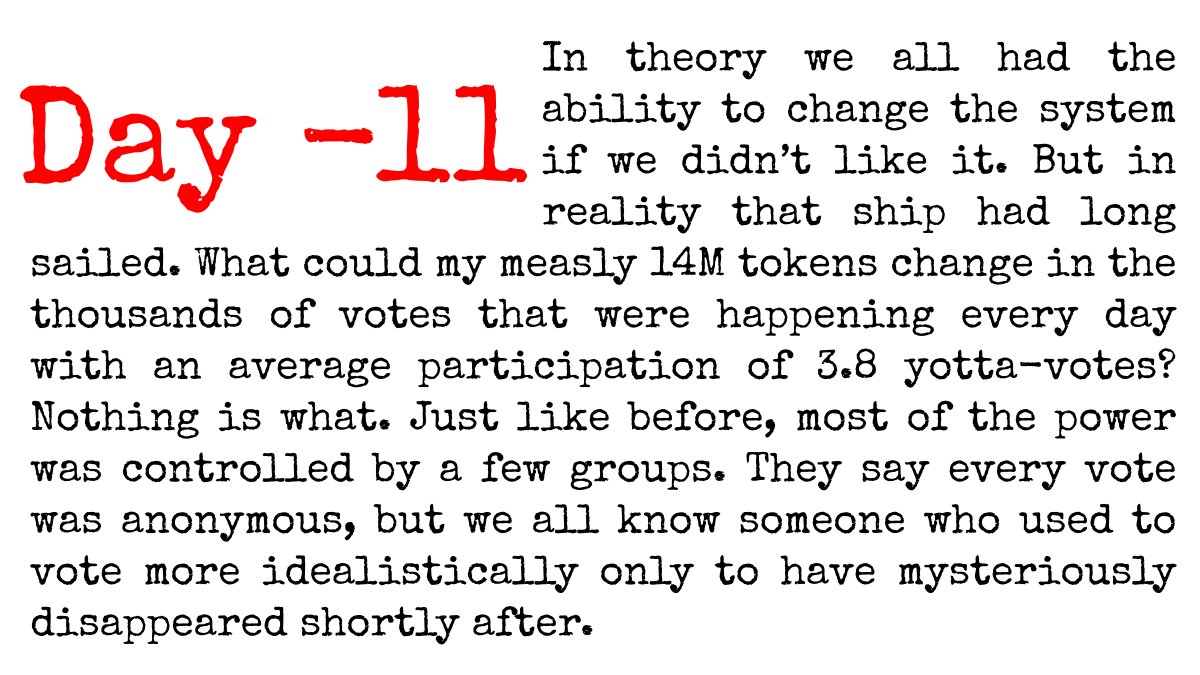 Day -11
In theory we all had the
ability to change the system
if we didn't like it. But in
reality that ship had long
sailed. What could my measly 14M tokens change in the
thousands of votes that were happening every day
with an average participation of 3.8 yotta-votes?
Nothing is what. Just like before, most of the power
was controlled by a few groups. They say every vote
was anonymous, but we all know someone who used to
vote more idealistically only to have mysteriously
disappeared shortly after.